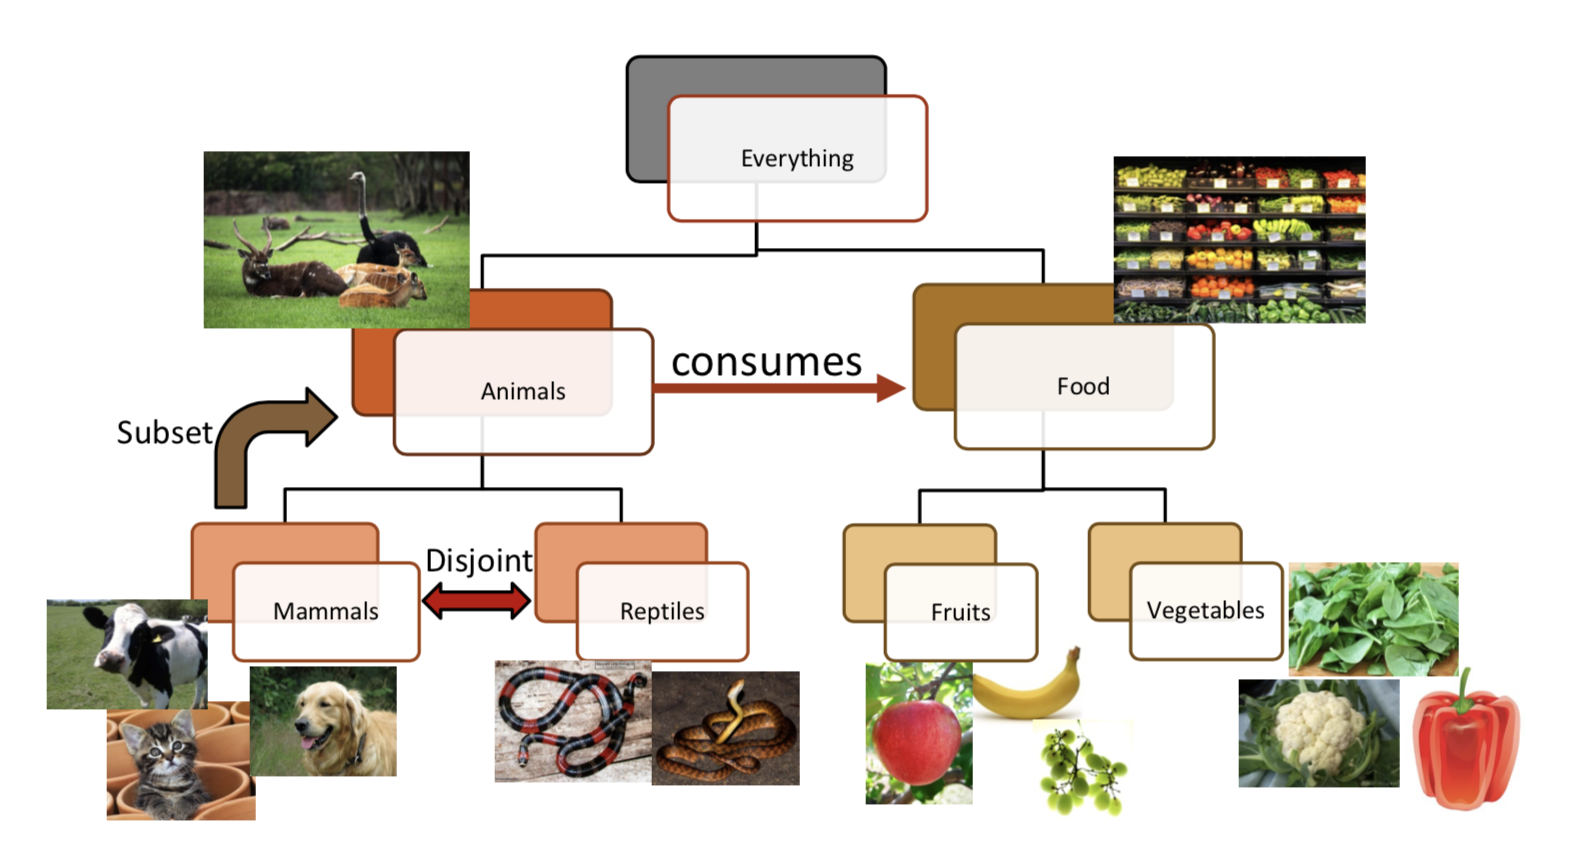 Everything
Animals
consumes
Food
Subset
Mammals
Disjoint
Reptiles
Fruits
Vegetables